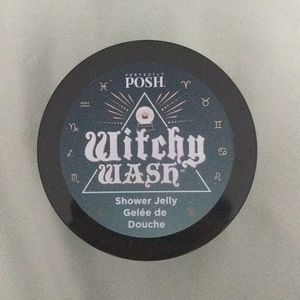 PERFECTLY
POSH
Witchy
WASH
Shower Jelly
Gelée de
Douche